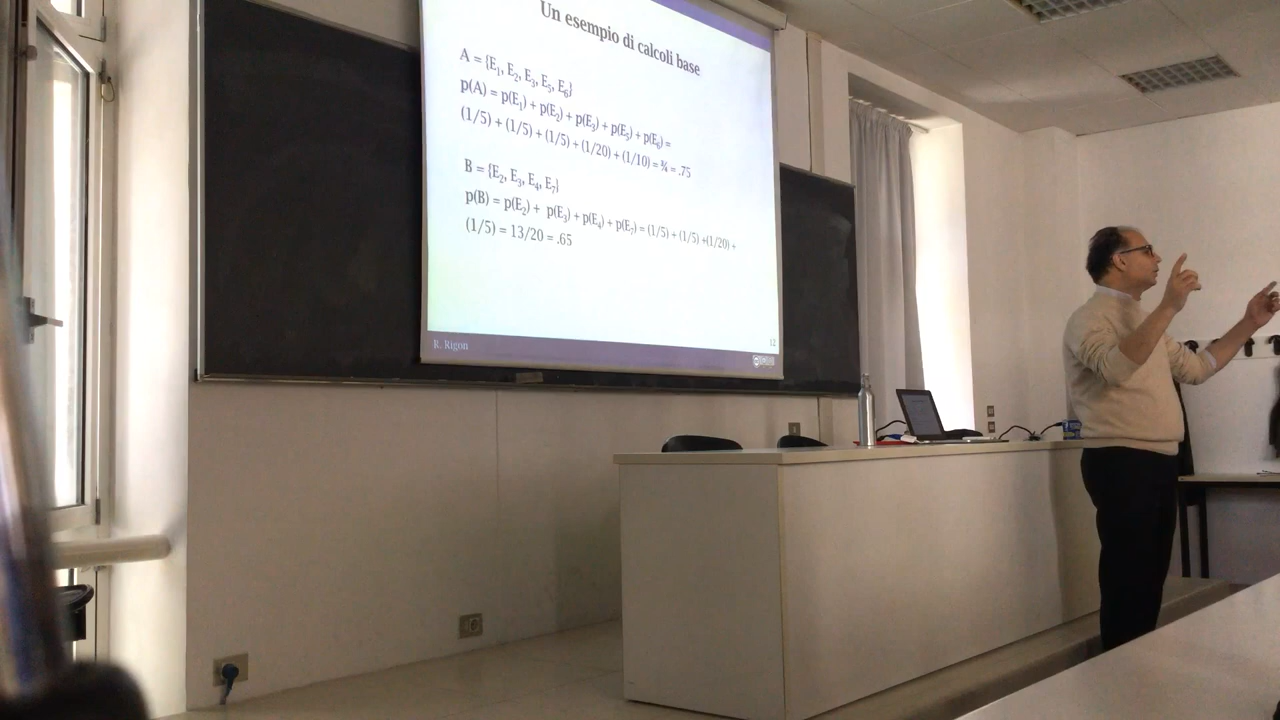 Un esempio di calcoli base
A = {E₁, E₂, E₃, E₅, E₆}
p(A) = p(E₁) + p(E₂) + p(E₃) + p(E₅) + p(E₆) =
(1/5) + (1/5) + (1/5) + (1/20) + (1/10) = ¾ = .75
B = {E₂, E₃, E₄, E₇}
p(B) = p(E₂) + p(E₃) + p(E₄) + p(E₇) = (1/5) + (1/5) +(1/20) +
(1/5) = 13/20 = .65
R. Rigon
12